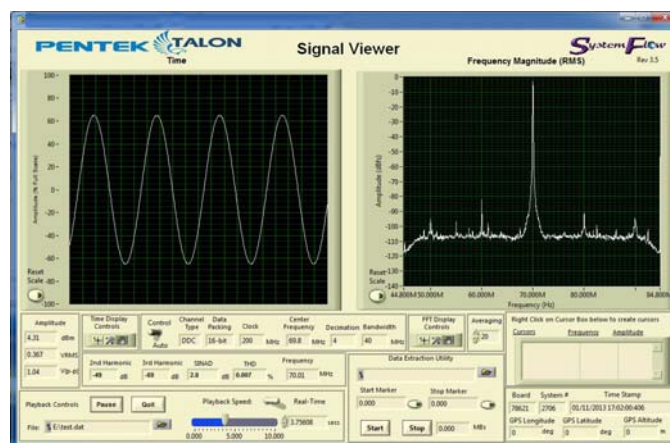 PENTEK TALON
Signal Viewer
SystemFlow
Rev 3.5
Time
Frequency Magnitude (RMS)
Amplitude (% Full Scale)
100
80
60
40
20
0
-20
-40
-60
-80
-100
Amplitude (dBfs)
0
-10
-20
-30
-40
-50
-60
-70
-80
-90
-100
-110
-120
-130
-140
44.800M 50.000M 60.000M 70.000M 80.000M 94.800M
Frequency (Hz)
Reset Scale
Reset Scale
Amplitude
4.31 dBm
0.367 VRMS
1.04
Time Display Controls
Control
Auto
Channel Type
DDC
Data Packing
16-bit
Clock
200 MHz
Center Frequency
69.8 MHz
Decimation
4
Bandwidth
40 MHz
FFT Display Controls
Averaging
20
Right Click on Cursor Box below to create cursors
Cursors Frequency Amplitude
2nd Harmonic
-49 dB
3rd Harmonic
-69 dB
SINAD
2.8 dB
THD
0.007 %
Frequency
70.01 MHz
Data Extraction Utility
Start Marker
0.000
Stop Marker
0.000
Start
Stop
0.000 MBs
Playback Controls
Pause
Quit
File: E:\test.dat
Playback Speed:
Real-Time
0.000 5.000 10.000
3.75608 secs
Board System # Time Stamp
78621 2706 01/11/2013 17:02:00:406
GPS Longitude GPS Latitude GPS Altitude
0 deg 0 deg 0 m